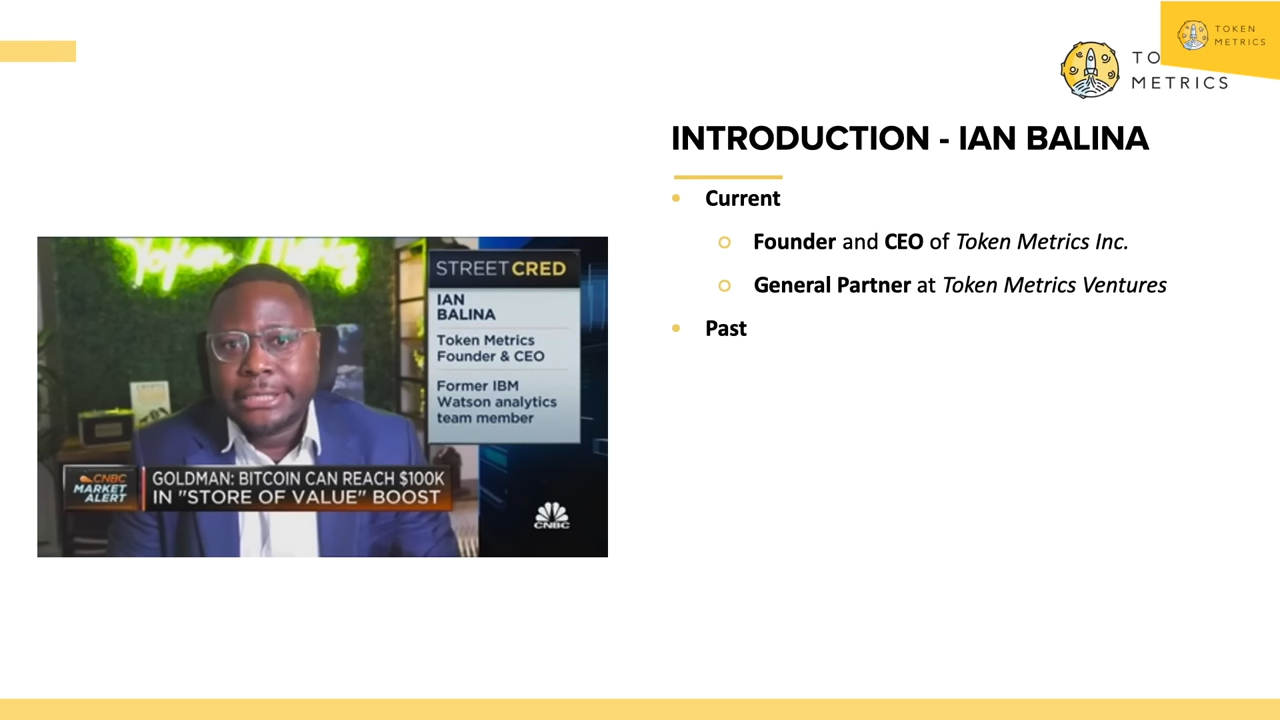 TOKEN
METRICS
TO
METRICS
INTRODUCTION - IAN BALINA
• Current
○ Founder and CEO of Token Metrics Inc.
○ General Partner at Token Metrics Ventures
• Past
Token Metrics
STREETCRED
IAN
BALINA
Token Metrics
Founder & CEO
Former IBM
Watson analytics
team member
CNBC
MARKET
ALERT
GOLDMAN: BITCOIN CAN REACH $100K
IN "STORE OF VALUE" BOOST
CNBC